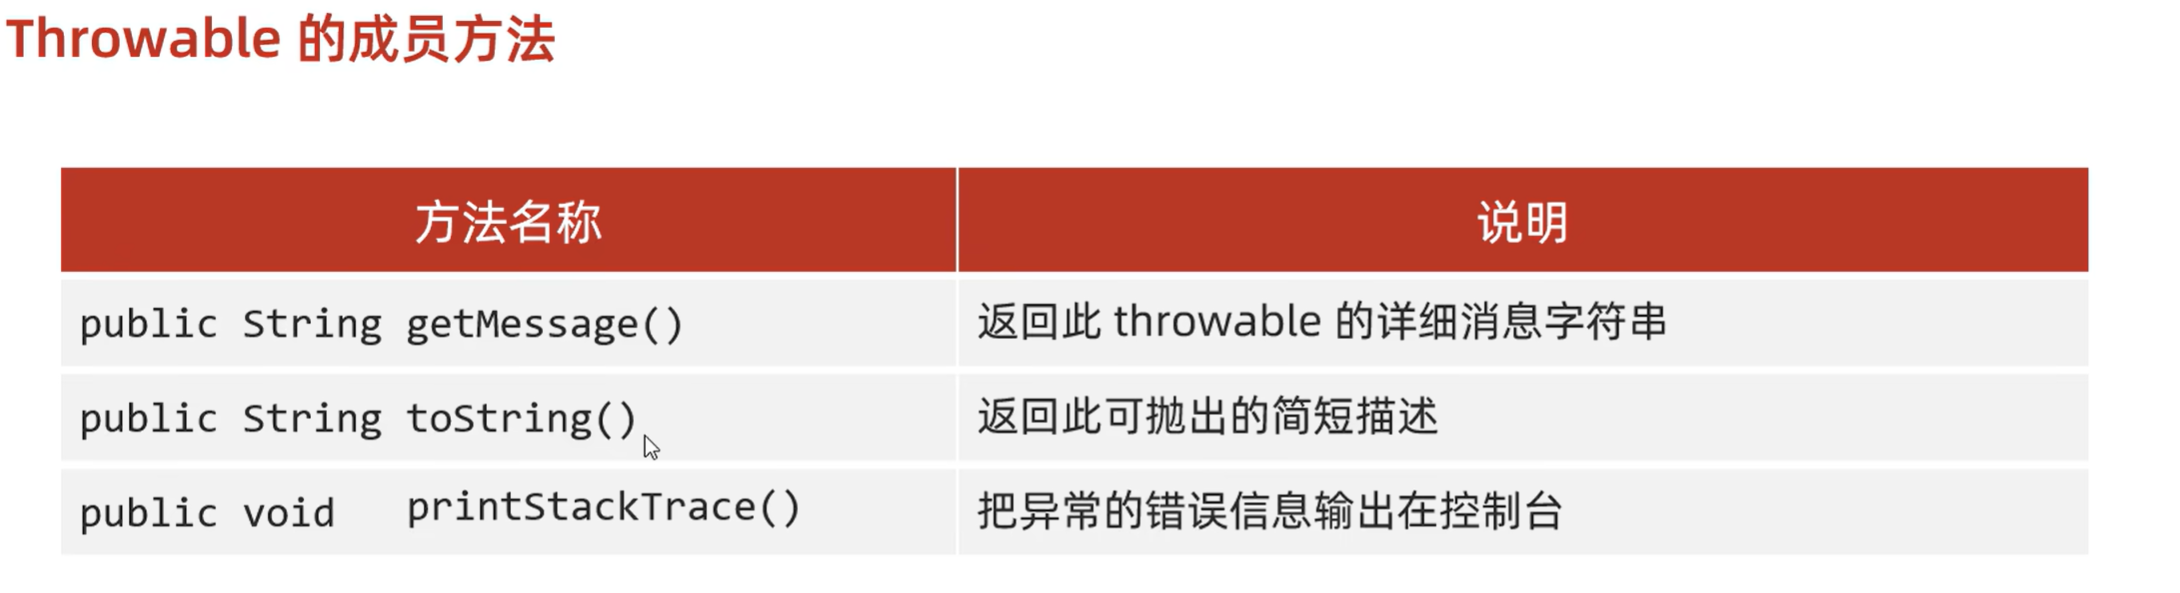 Throwable 的成员方法
方法名称 说明
public String getMessage() 返回此 throwable 的详细消息字符串
public String toString() 返回此可抛出的简短描述
public void printStackTrace() 把异常的错误信息输出在控制台